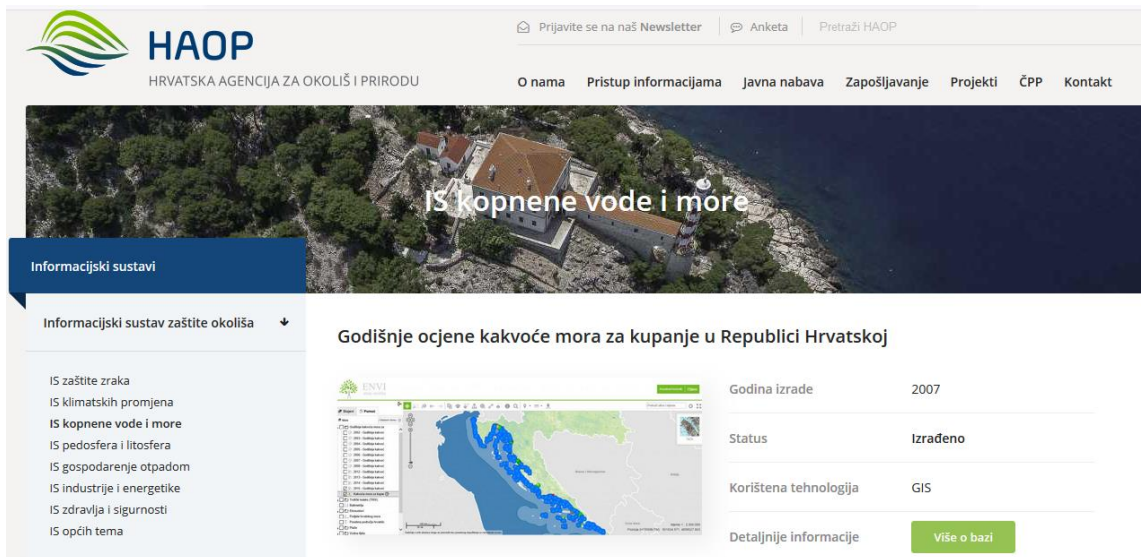 Prijavite se na naš Newsletter
Anketa
Pretraži HAOP
HAOP
HRVATSKA AGENCIJA ZA OKOLIŠ I PRIRODU
O nama Pristup informacijama Javna nabava Zapošljavanje Projekti ČPP Kontakt
IS kopnene vode i more
Informacijski sustavi
Informacijski sustav zaštite okoliša
IS zaštite zraka
IS klimatskih promjena
IS kopnene vode i more
IS pedosfera i litosfera
IS gospodarenje otpadom
IS industrije i energetike
IS zdravlja i sigurnosti
IS općih tema
Godišnje ocjene kakvoće mora za kupanje u Republici Hrvatskoj
ENVI
Godina izrade 2007
Status Izrađeno
Korištena tehnologija GIS
Detaljnije informacije Više o bazi